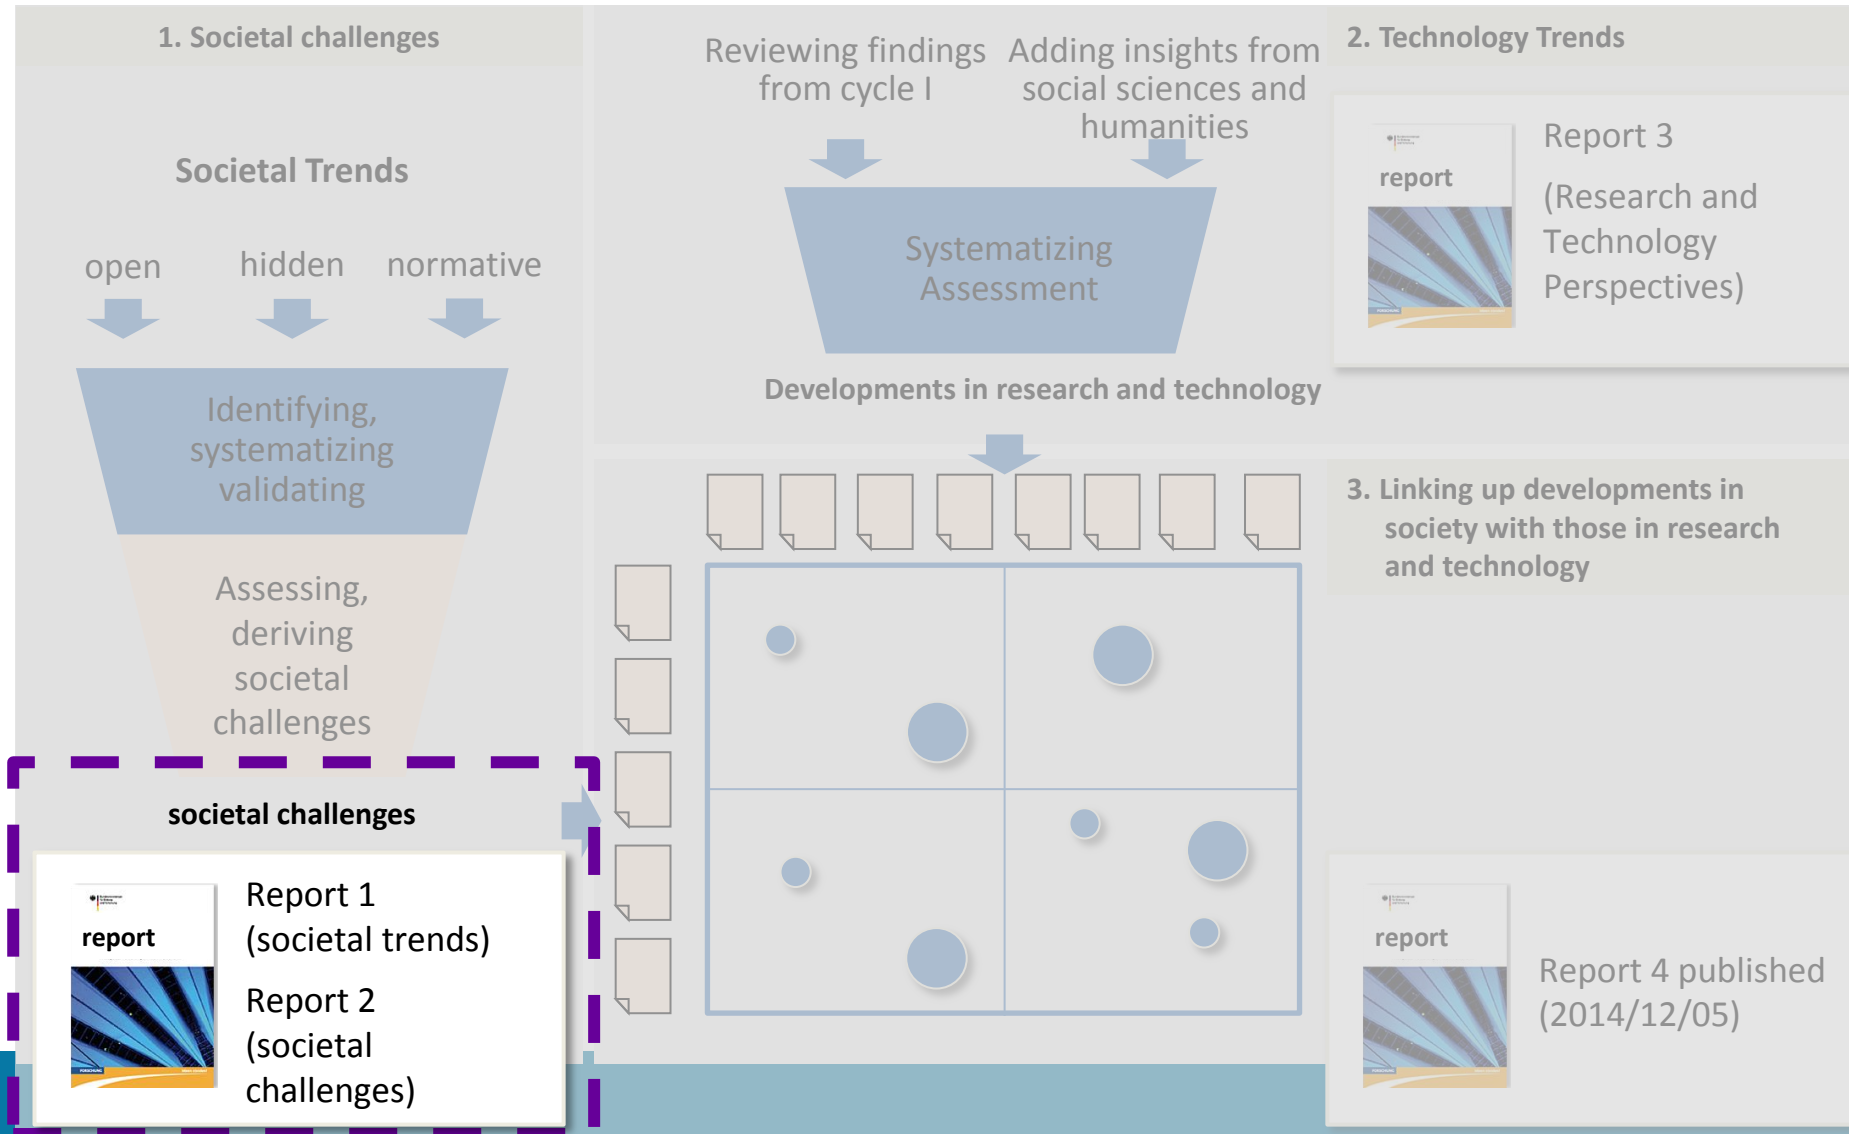 1. Societal challenges
Societal Trends
open
hidden
normative
Identifying,
systematizing
validating
Assessing,
deriving
societal
challenges
societal challenges
report
FORSCHUNG
Report 1
(societal trends)
Report 2
(societal
challenges)
Reviewing findings
from cycle I
Adding insights from
social sciences and
humanities
Systematizing
Assessment
Developments in research and technology
2. Technology Trends
report
FORSCHUNG
Report 3
(Research and
Technology
Perspectives)
3. Linking up developments in
society with those in research
and technology
report
FORSCHUNG
Report 4 published
(2014/12/05)